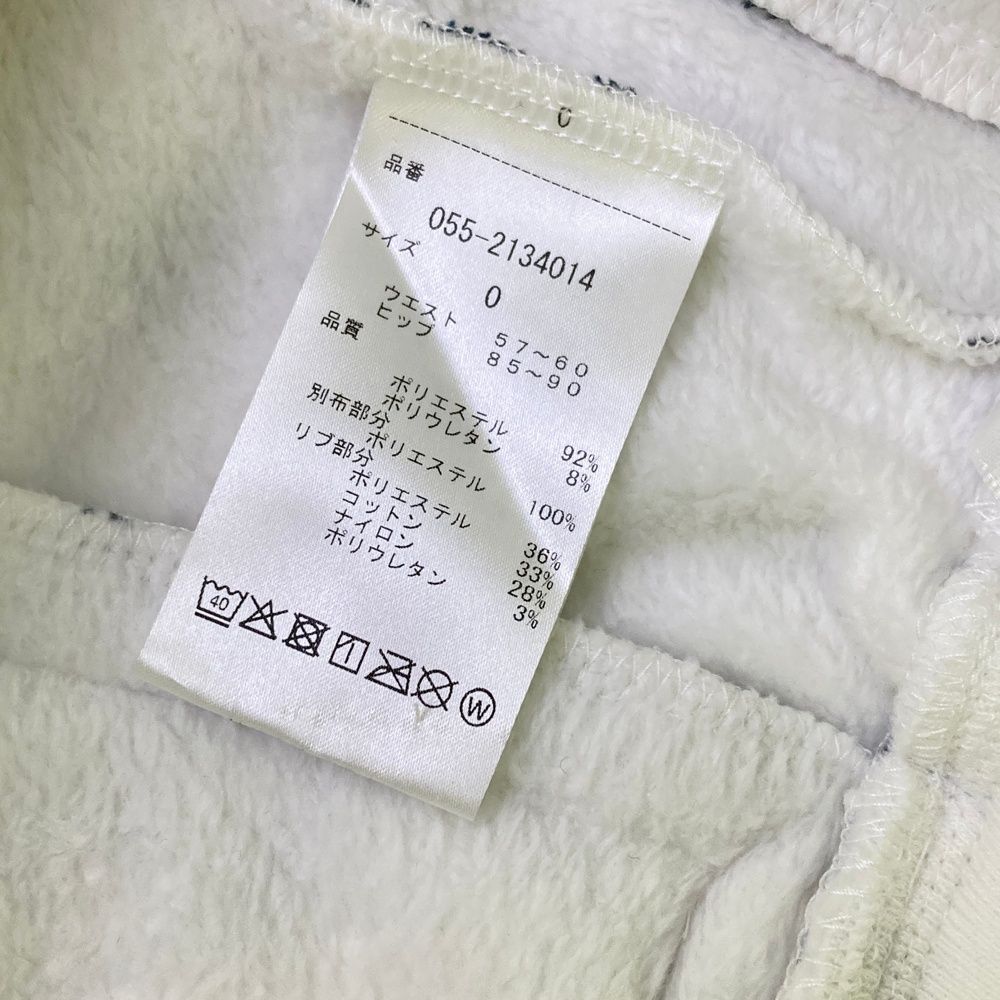 0
品番
055-2134014
サイズ
0
ウエスト 57～60
ヒップ 85～90
品質
ポリエステル 92%
ポリウレタン 8%
別布部分
ポリエステル 100%
リブ部分
ポリエステル 36%
コットン 33%
ナイロン 28%
ポリウレタン 3%
40
W